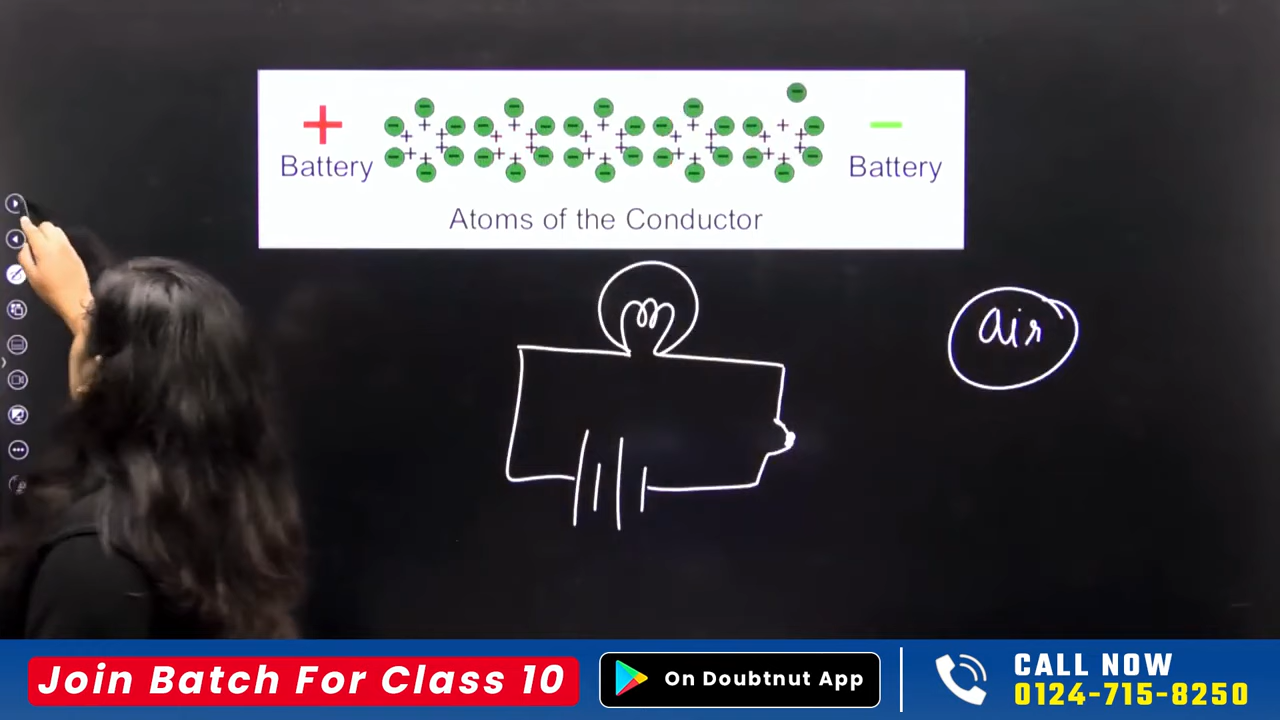 +
−
Battery
Battery
Atoms of the Conductor
air
Join Batch For Class 10
On Doubtnut App
CALL NOW
0124-715-8250